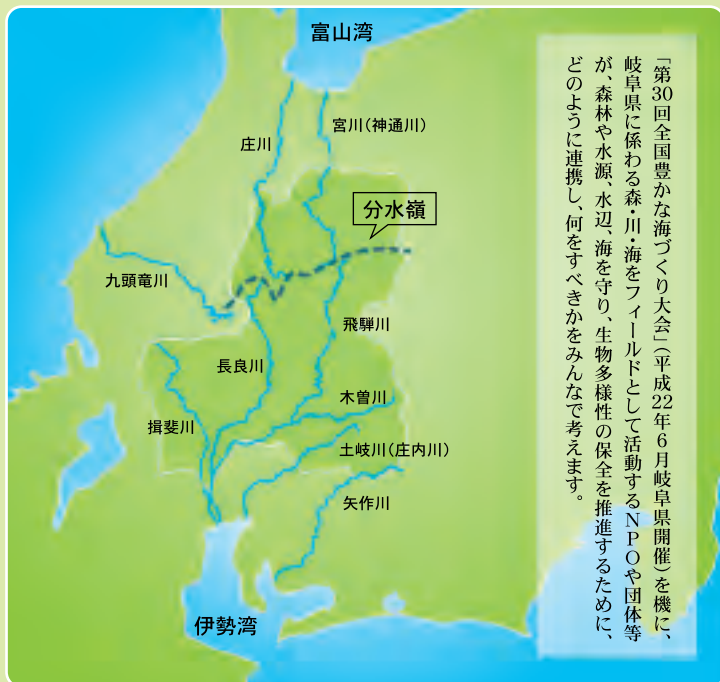 「第30回全国豊かな海づくり大会」（平成22年6月岐阜県開催）を機に、
岐阜県に係わる森・川・海をフィールドとして活動するNPOや団体等
が、森林や水源、水辺、海を守り、生物多様性の保全を推進するために、
どのように連携し、何をすべきかをみんなで考えます。
富山湾
宮川（神通川）
庄川
分水嶺
九頭竜川
飛騨川
長良川
木曽川
揖斐川
土岐川（庄内川）
矢作川
伊勢湾